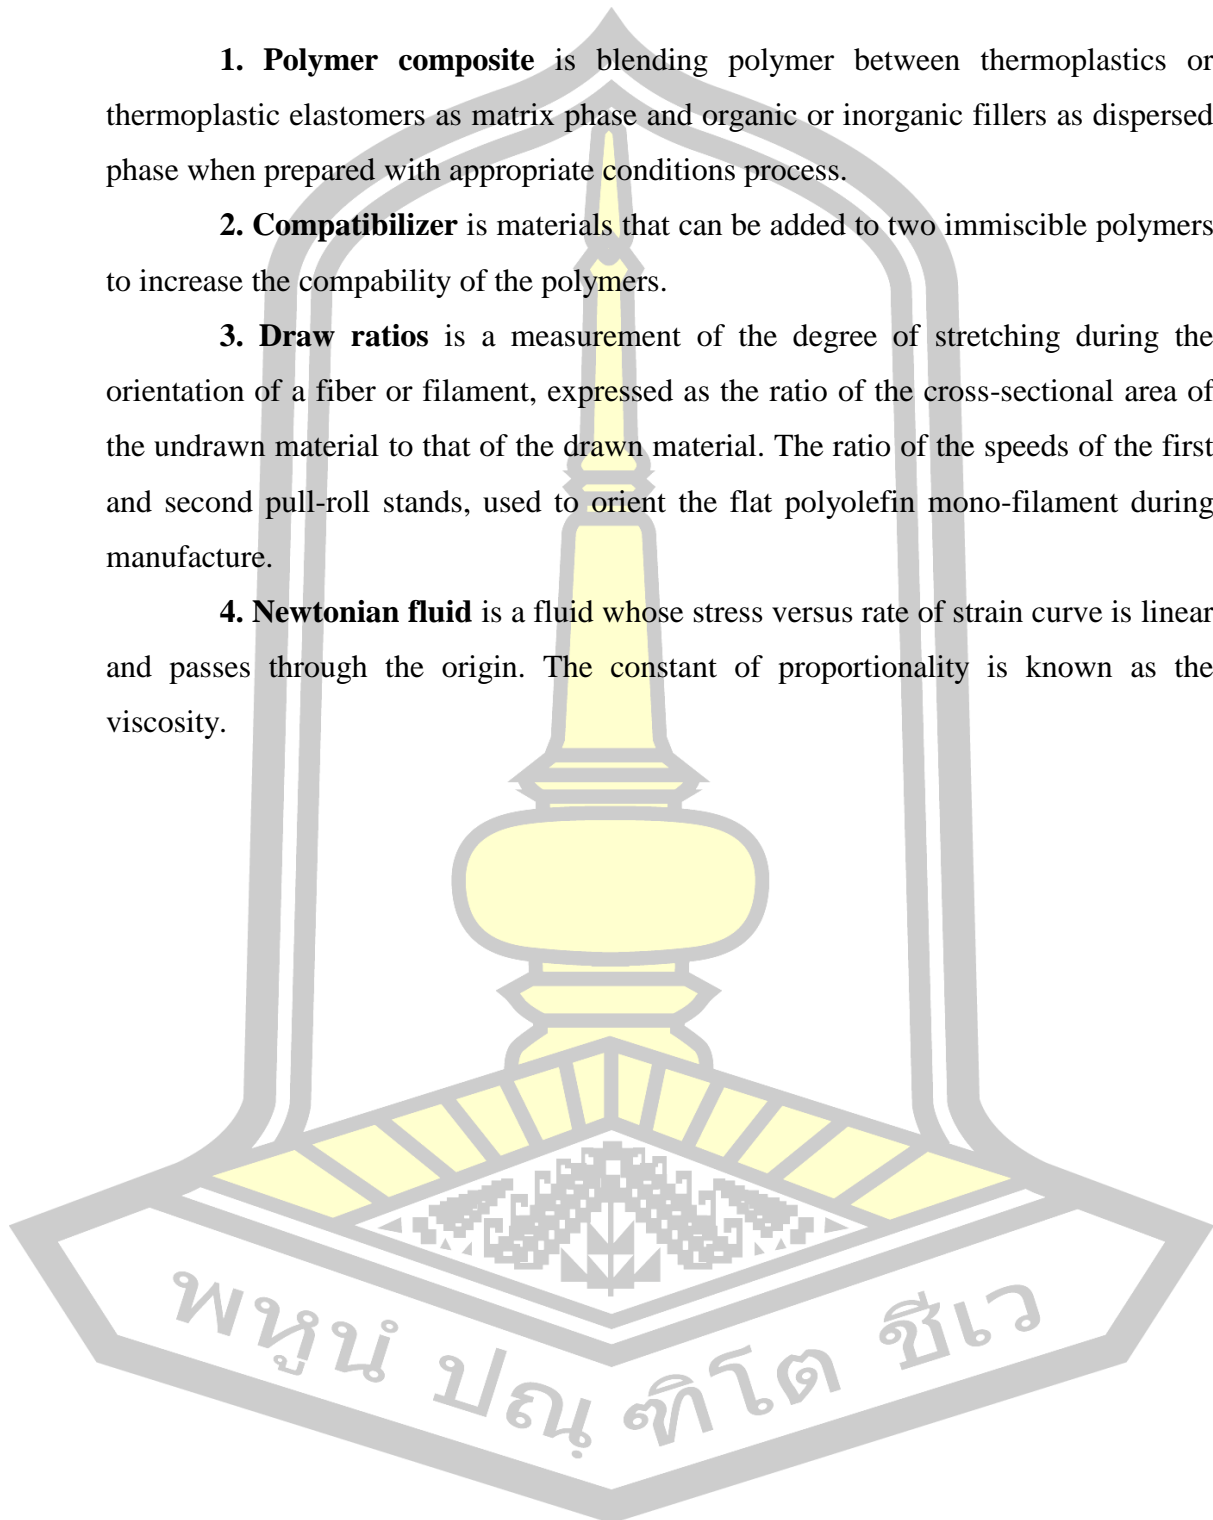 1. Polymer composite is blending polymer between thermoplastics or
thermoplastic elastomers as matrix phase and organic or inorganic fillers as dispersed
phase when prepared with appropriate conditions process.
2. Compatibilizer is materials that can be added to two immiscible polymers
to increase the compability of the polymers.
3. Draw ratios is a measurement of the degree of stretching during the
orientation of a fiber or filament, expressed as the ratio of the cross-sectional area of
the undrawn material to that of the drawn material. The ratio of the speeds of the first
and second pull-roll stands, used to orient the flat polyolefin mono-filament during
manufacture.
4. Newtonian fluid is a fluid whose stress versus rate of strain curve is linear
and passes through the origin. The constant of proportionality is known as the
viscosity.
พหูนํ ปณฺ ฑิโต ชีเว